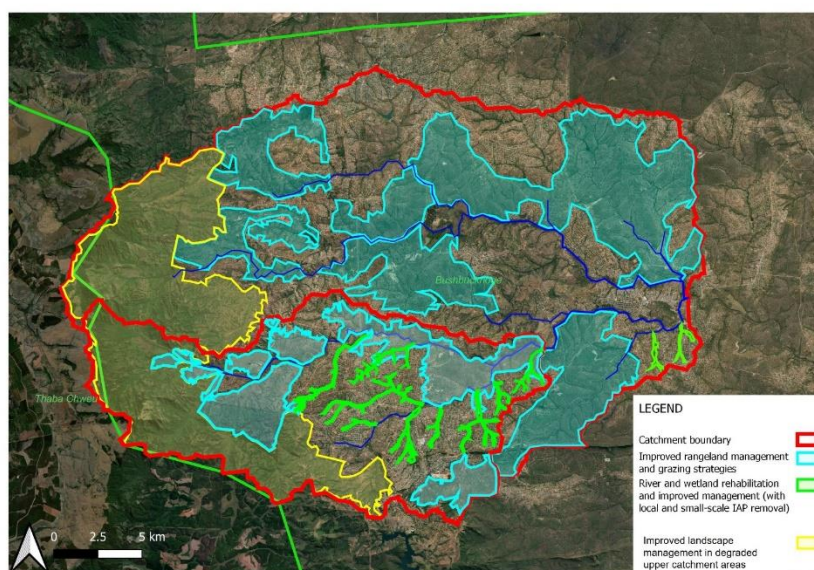 Bushbuckridge
Thaba Chweu
0 2.5 5 km
LEGEND
Catchment boundary
Improved rangeland management
and grazing strategies
River and wetland rehabilitation
and improved management (with
local and small-scale IAP removal)
Improved landscape
management in degraded
upper catchment areas